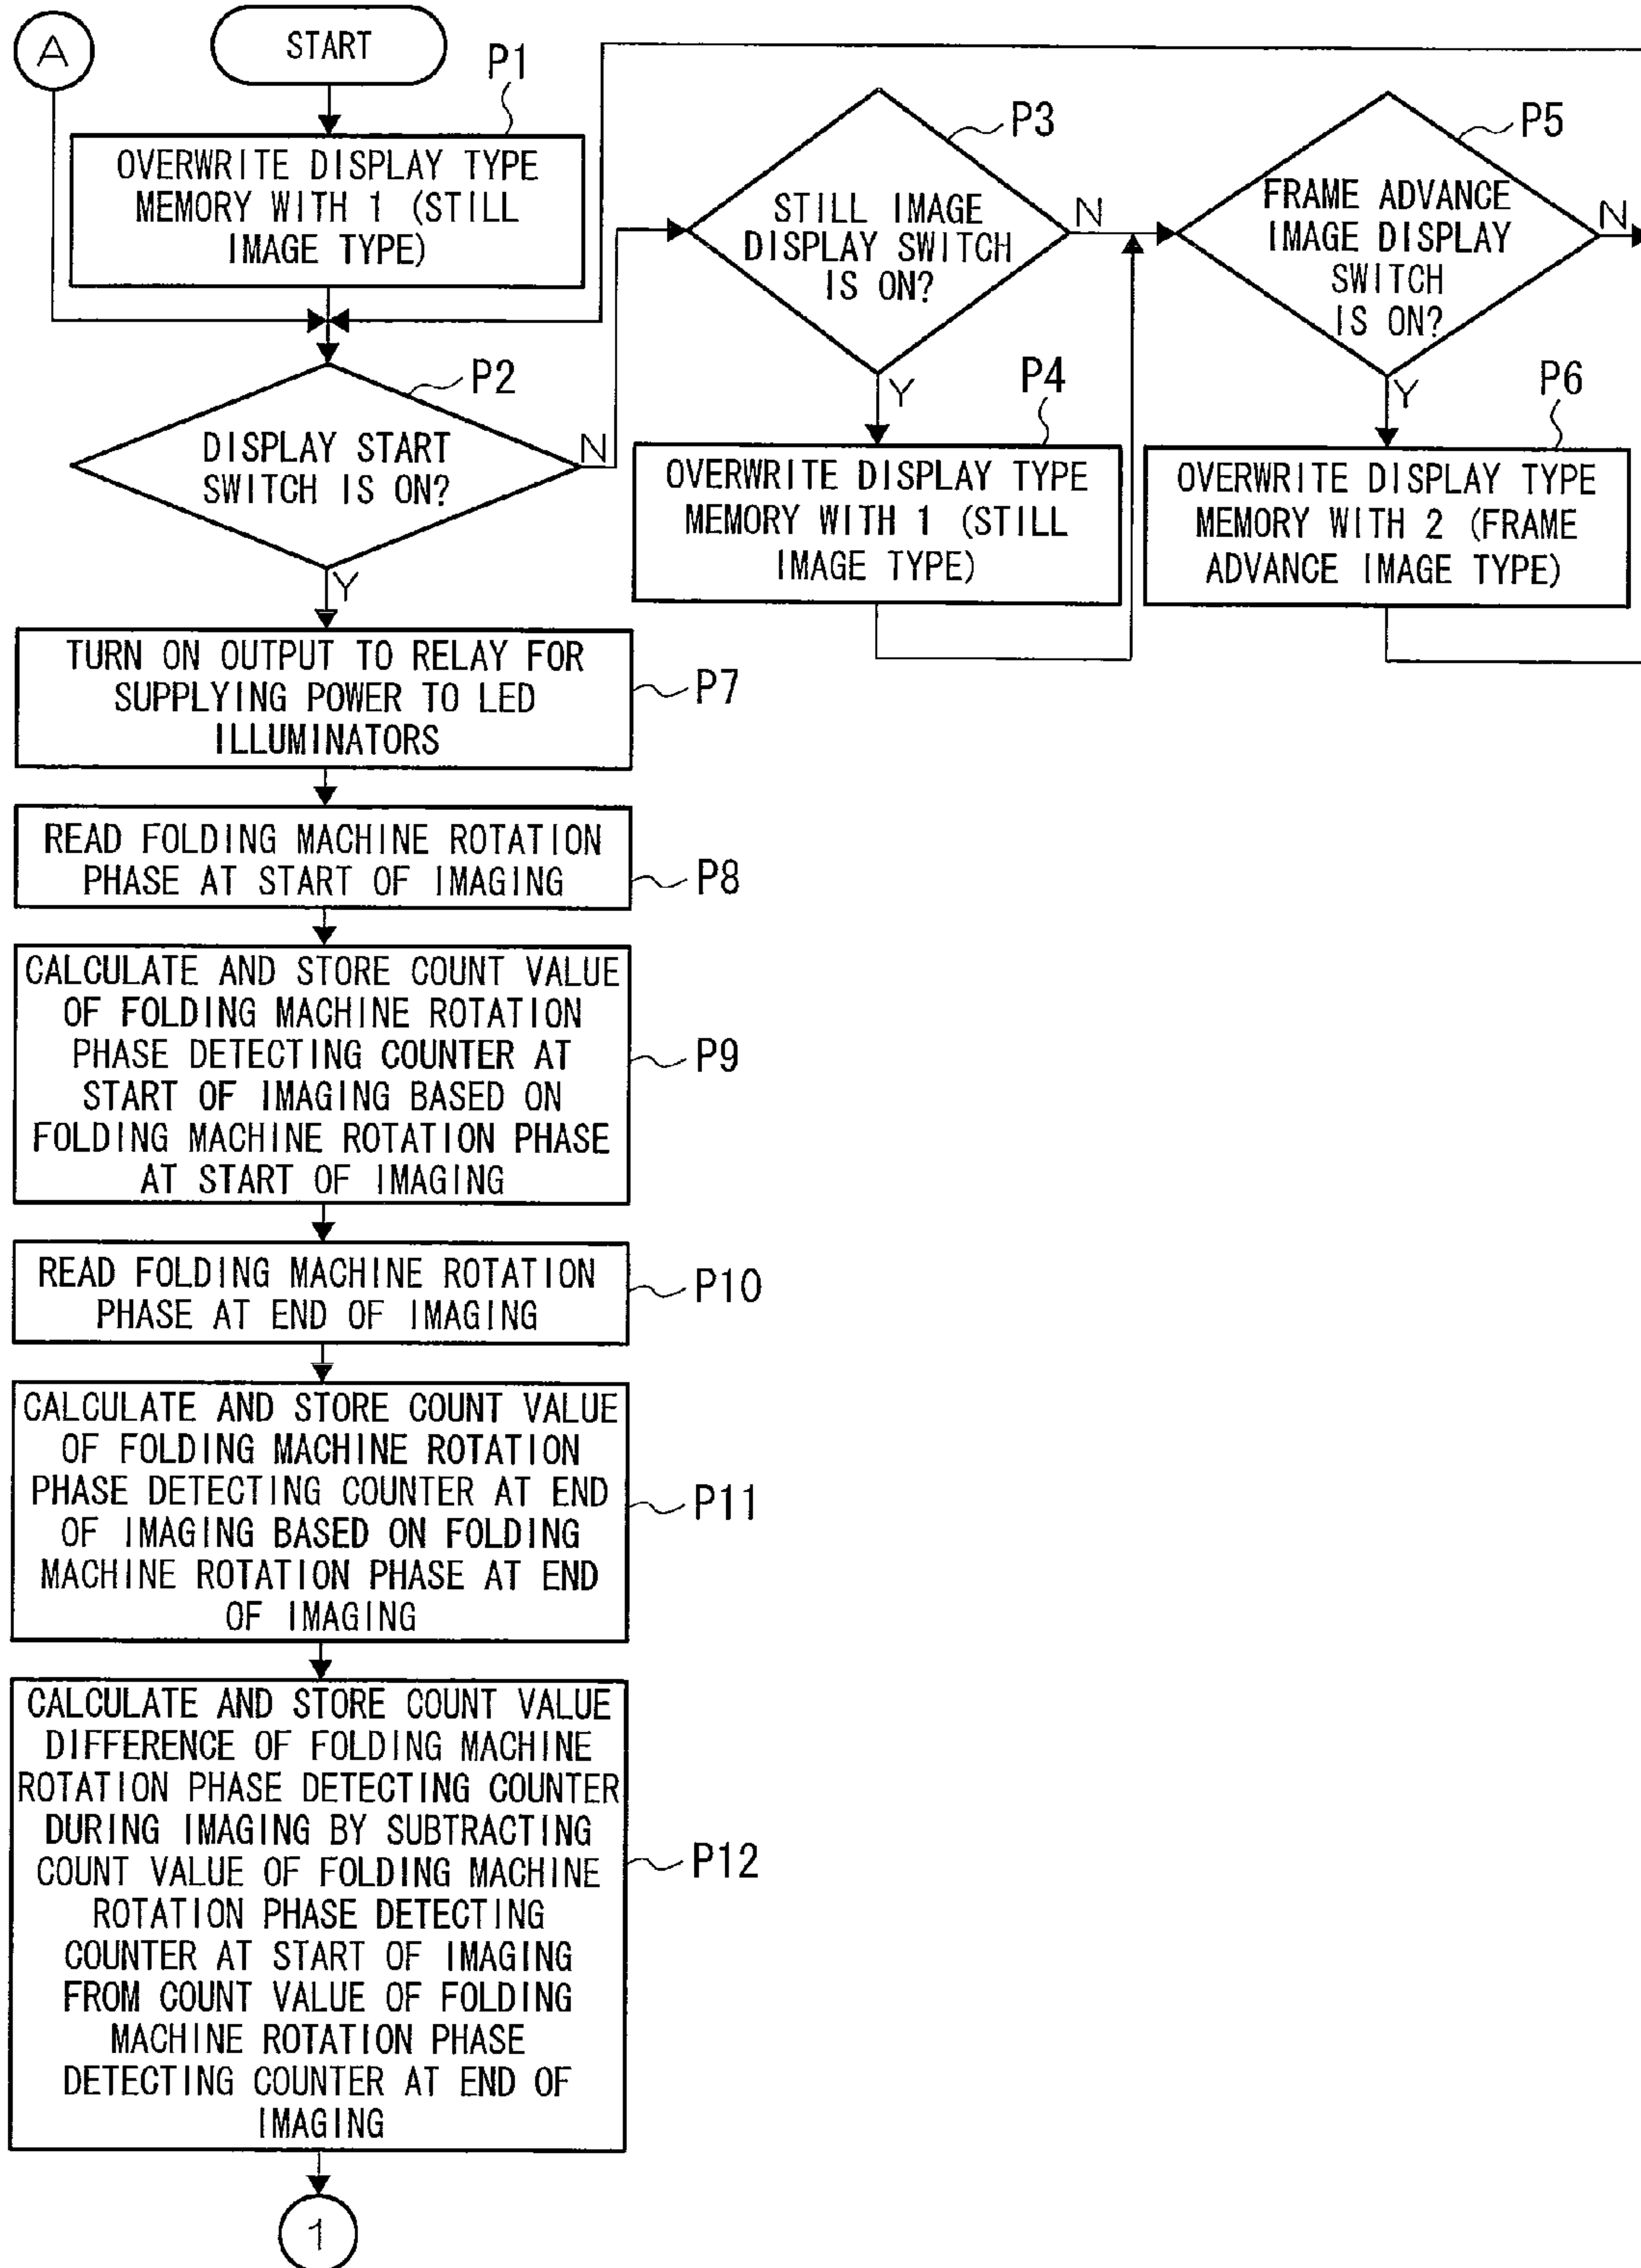 A
START
P1
OVERWRITE DISPLAY TYPE
MEMORY WITH 1 (STILL
IMAGE TYPE)
P2
DISPLAY START
SWITCH IS ON?
N
Y
P3
STILL IMAGE
DISPLAY SWITCH
IS ON?
N
Y
P4
OVERWRITE DISPLAY TYPE
MEMORY WITH 1 (STILL
IMAGE TYPE)
P5
FRAME ADVANCE
IMAGE DISPLAY
SWITCH
IS ON?
N
Y
P6
OVERWRITE DISPLAY TYPE
MEMORY WITH 2 (FRAME
ADVANCE IMAGE TYPE)
TURN ON OUTPUT TO RELAY FOR
SUPPLYING POWER TO LED
ILLUMINATORS
P7
READ FOLDING MACHINE ROTATION
PHASE AT START OF IMAGING
P8
CALCULATE AND STORE COUNT VALUE
OF FOLDING MACHINE ROTATION
PHASE DETECTING COUNTER AT
START OF IMAGING BASED ON
FOLDING MACHINE ROTATION PHASE
AT START OF IMAGING
P9
READ FOLDING MACHINE ROTATION
PHASE AT END OF IMAGING
P10
CALCULATE AND STORE COUNT VALUE
OF FOLDING MACHINE ROTATION
PHASE DETECTING COUNTER AT END
OF IMAGING BASED ON FOLDING
MACHINE ROTATION PHASE AT END
OF IMAGING
P11
CALCULATE AND STORE COUNT VALUE
DIFFERENCE OF FOLDING MACHINE
ROTATION PHASE DETECTING COUNTER
DURING IMAGING BY SUBTRACTING
COUNT VALUE OF FOLDING MACHINE
ROTATION PHASE DETECTING
COUNTER AT START OF IMAGING
FROM COUNT VALUE OF FOLDING
MACHINE ROTATION PHASE
DETECTING COUNTER AT END OF
IMAGING
P12
1